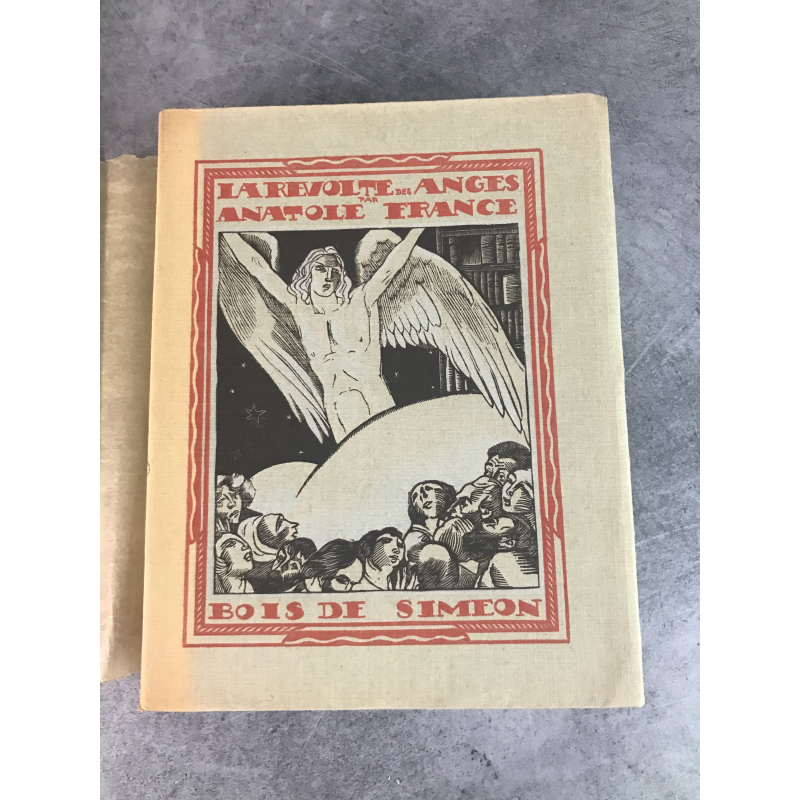 LA REVOLTE DES ANGES
PAR
ANATOLE FRANCE
BOIS DE SIMEON